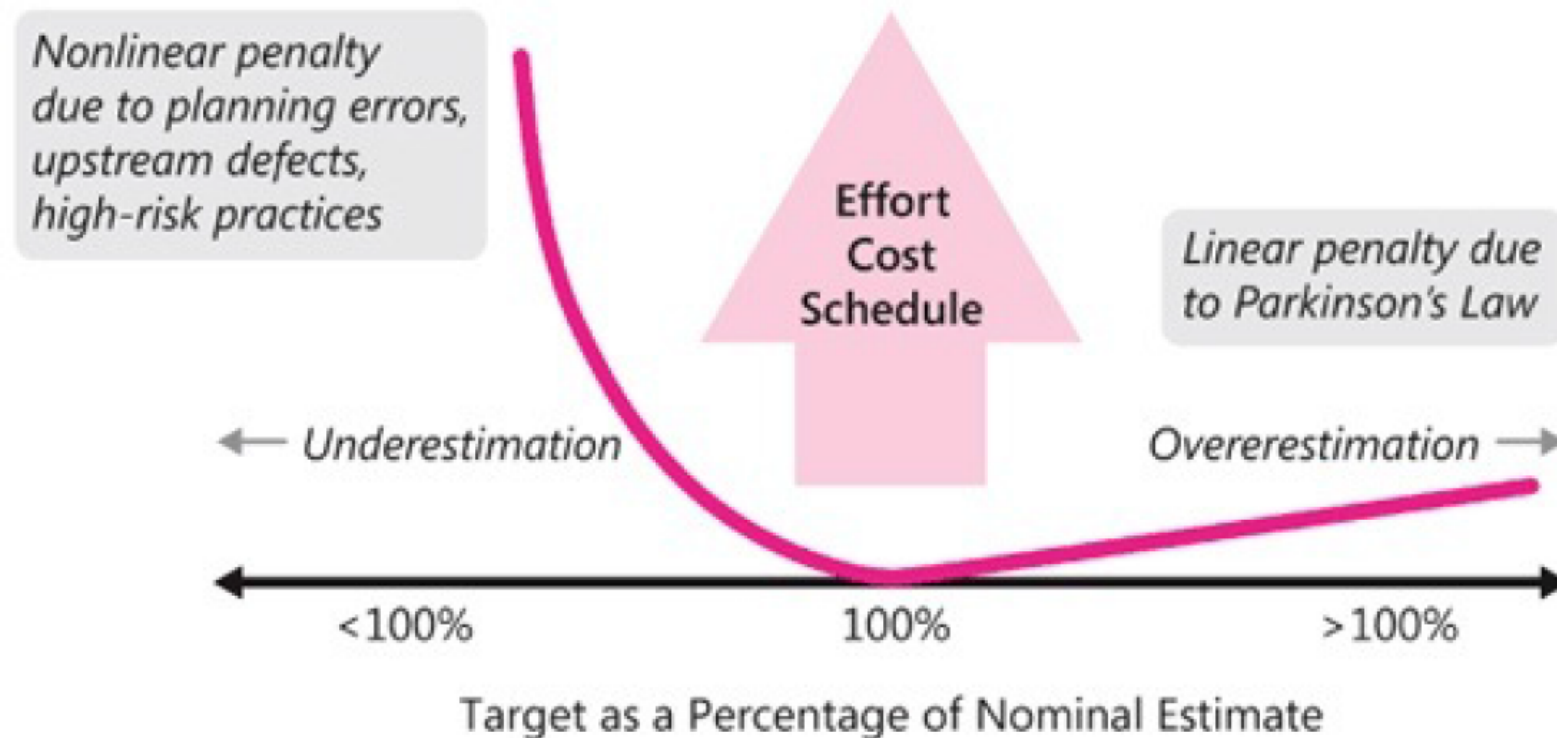 Nonlinear penalty
due to planning errors,
upstream defects,
high-risk practices
Effort
Cost
Schedule
Linear penalty due
to Parkinson's Law
Underestimation
Overerestimation
<100%
100%
>100%
Target as a Percentage of Nominal Estimate